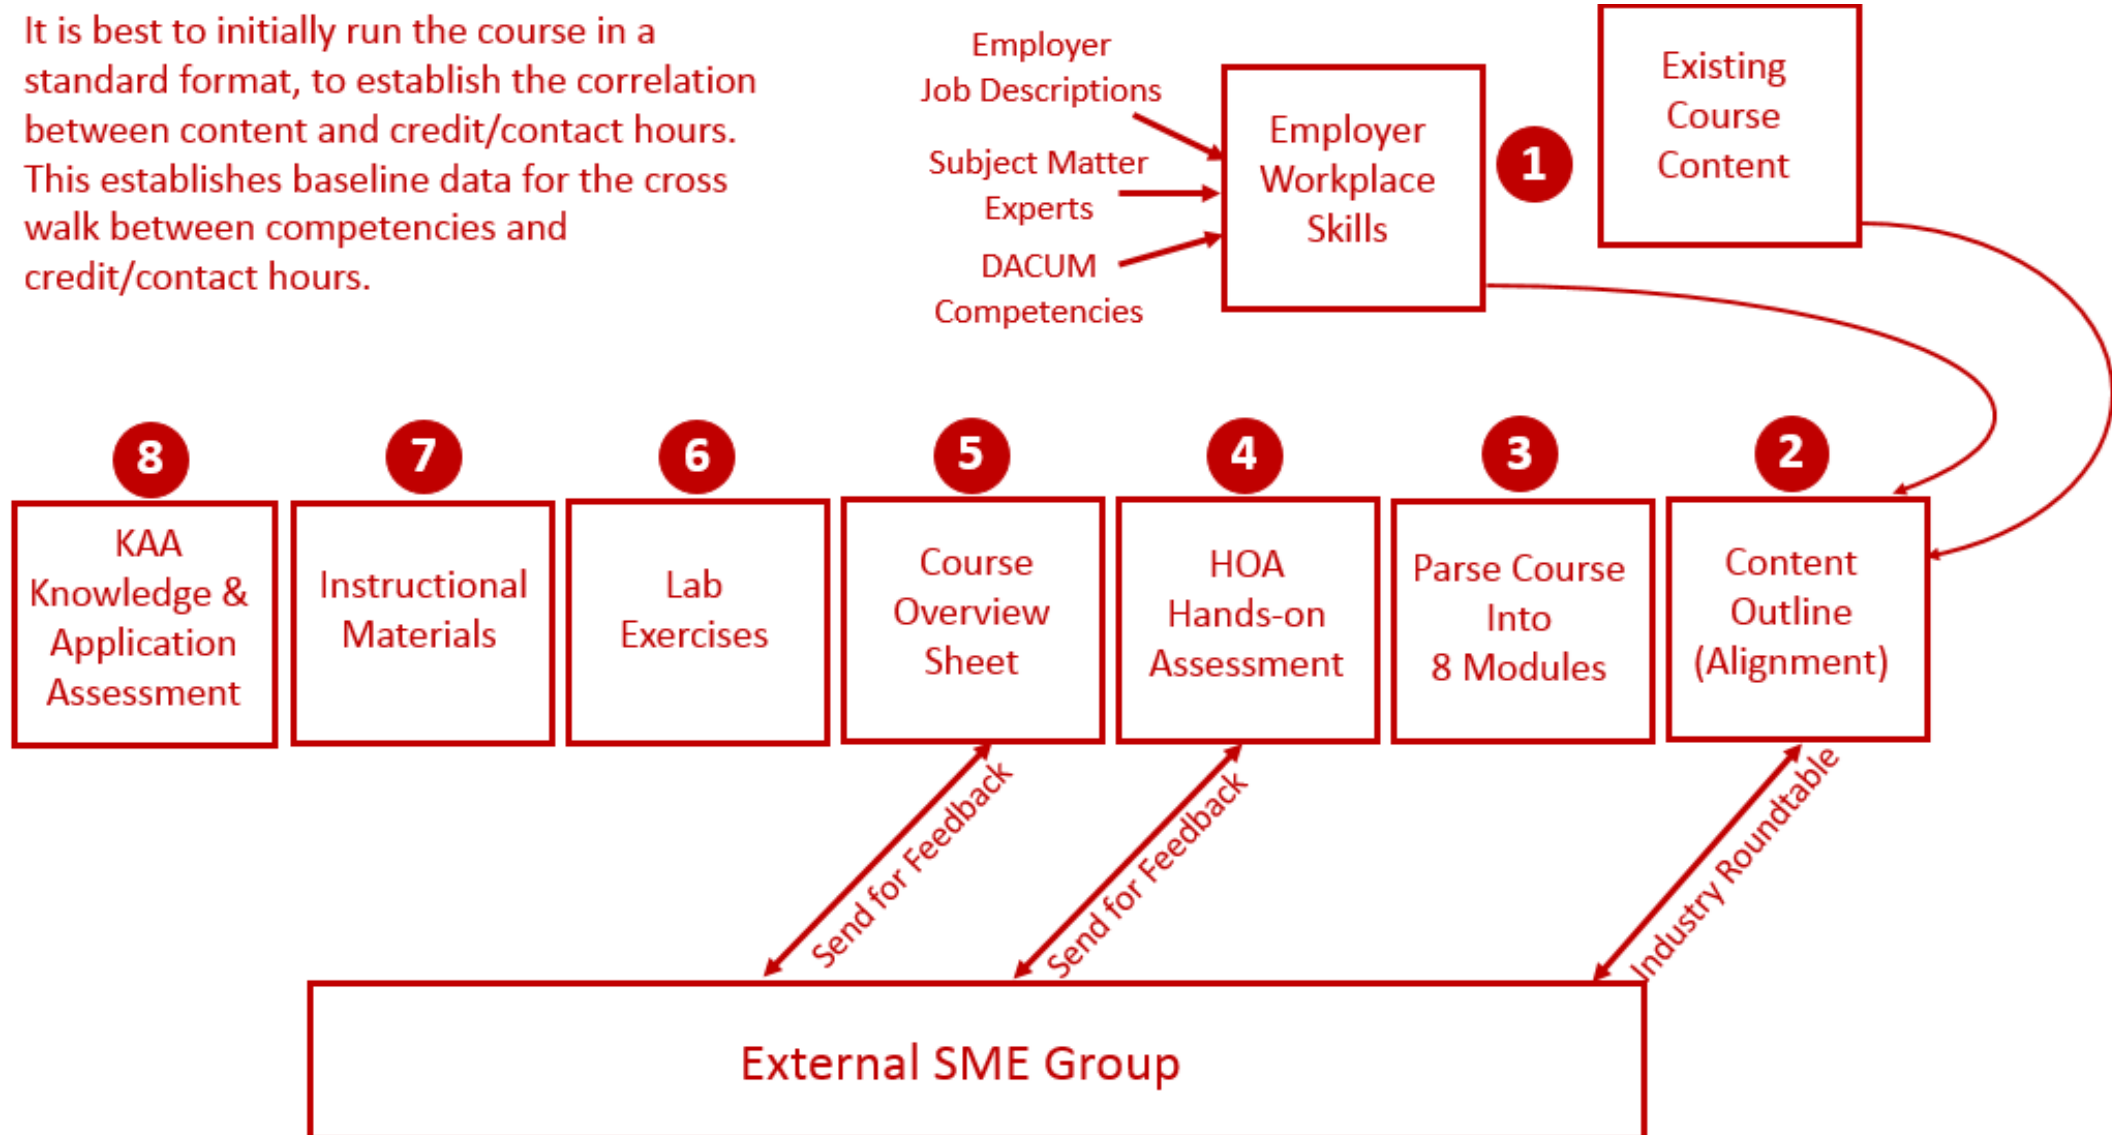 It is best to initially run the course in a
standard format, to establish the correlation
between content and credit/contact hours.
This establishes baseline data for the cross
walk between competencies and
credit/contact hours.
Employer
Job Descriptions
Subject Matter
Experts
DACUM
Competencies
Employer
Workplace
Skills
1
Existing
Course
Content
8
KAA
Knowledge &
Application
Assessment
7
Instructional
Materials
6
Lab
Exercises
5
Course
Overview
Sheet
4
HOA
Hands-on
Assessment
3
Parse Course
Into
8 Modules
2
Content
Outline
(Alignment)
Send for Feedback
Send for Feedback
Industry Roundtable
External SME Group